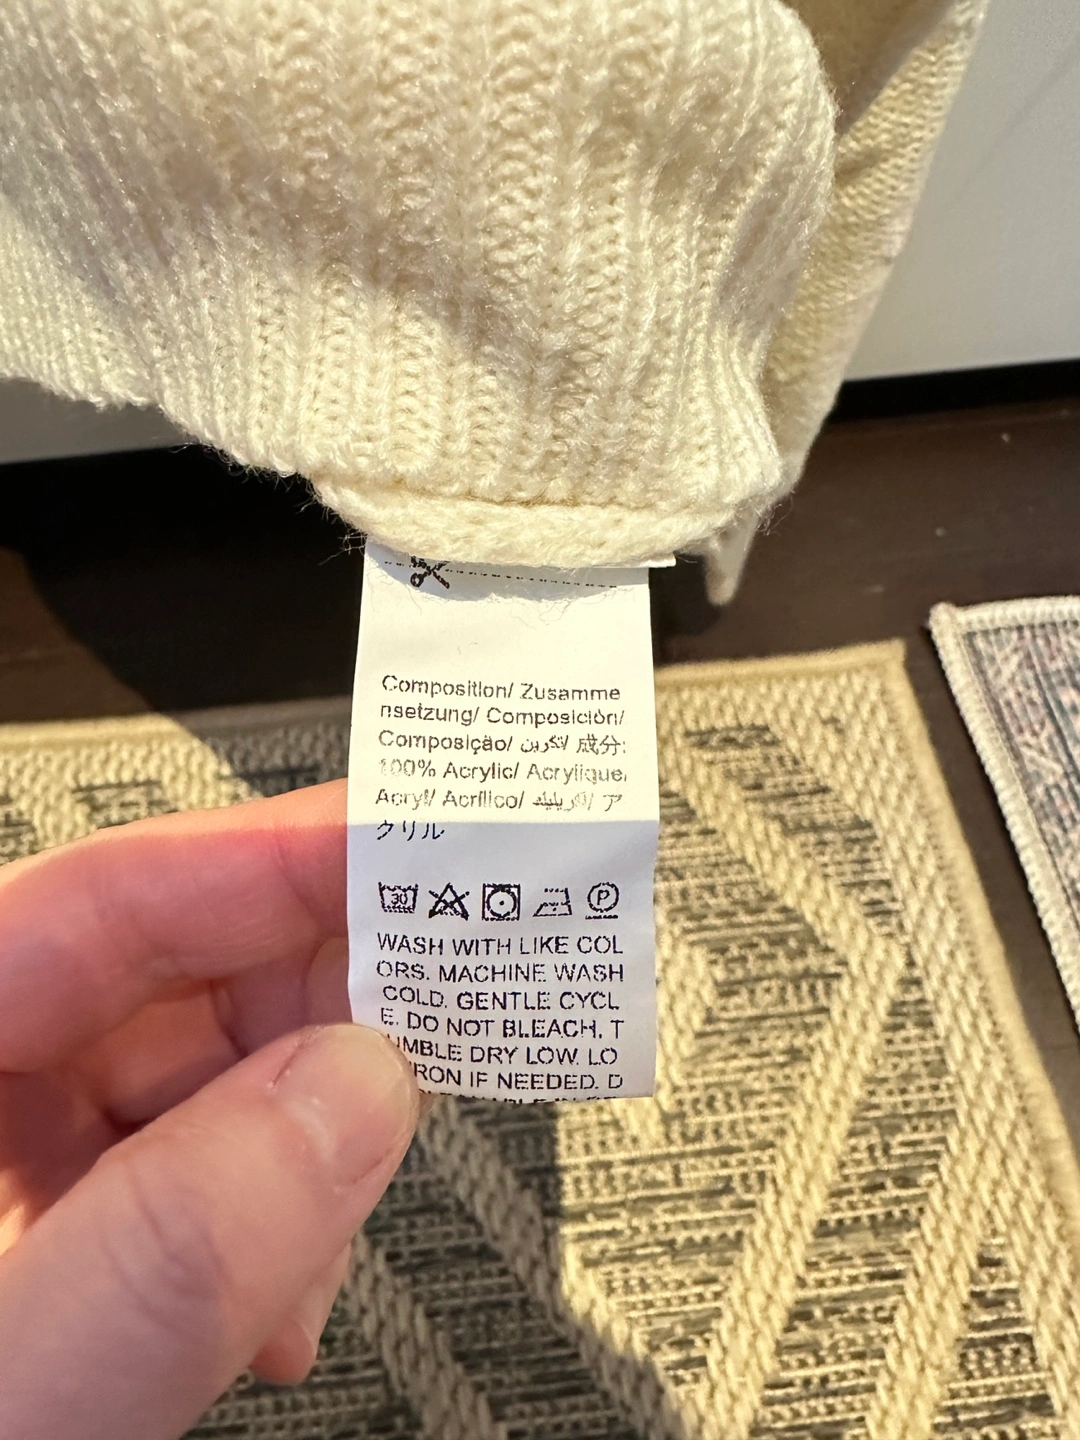 Composition/ Zusamme
nsetzung/ Composición/
Composição/ تكوين/ 成分:
100% Acrylic/ Acrylique/
Acryl/ Acrílico/ أكريليك/ ア
クリル
30
P
WASH WITH LIKE COL
ORS. MACHINE WASH
COLD. GENTLE CYCL
E. DO NOT BLEACH. T
UMBLE DRY LOW. LO
IRON IF NEEDED. D